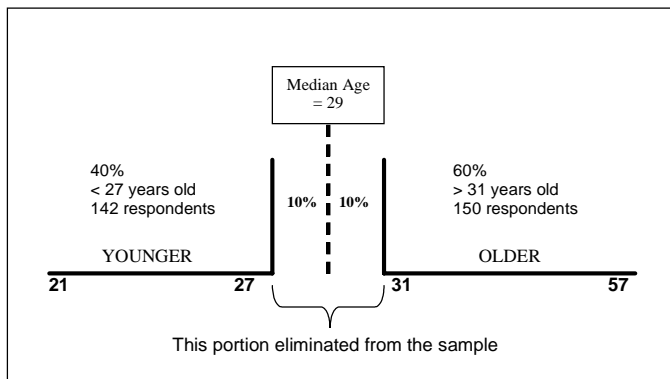 Median Age
= 29
40%
< 27 years old
142 respondents
10%
10%
60%
> 31 years old
150 respondents
YOUNGER
OLDER
21
27
31
57
This portion eliminated from the sample